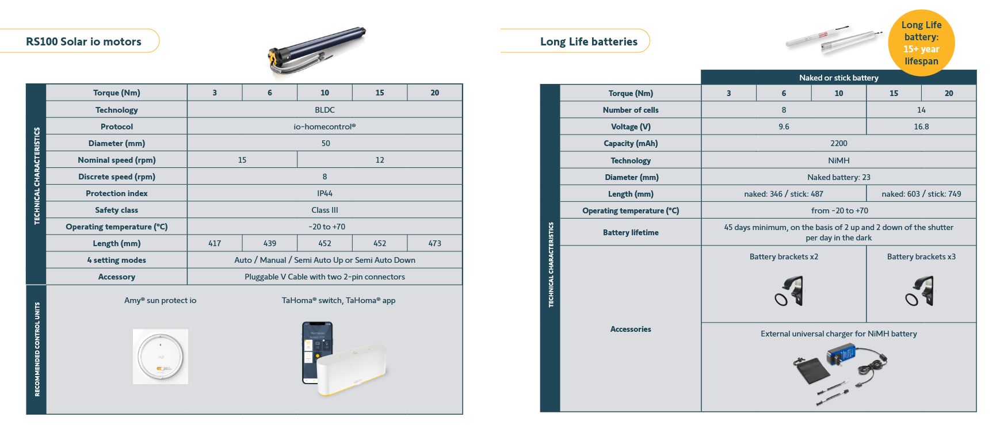 RS100 Solar io motors
TECHNICAL CHARACTERISTICS
Torque (Nm) 3 6 10 15 20
Technology BLDC
Protocol io-homecontrol®
Diameter (mm) 50
Nominal speed (rpm) 15 12
Discrete speed (rpm) 8
Protection index IP44
Safety class Class III
Operating temperature (°C) -20 to +70
Length (mm) 417 439 452 452 473
4 setting modes Auto / Manual / Semi Auto Up or Semi Auto Down
Accessory Pluggable V Cable with two 2-pin connectors
RECOMMENDED CONTROL UNITS
Amy® sun protect io TaHoma® switch, TaHoma® app
Long Life batteries
Long Life
battery:
15+ year
lifespan
Naked or stick battery
TECHNICAL CHARACTERISTICS
Torque (Nm) 3 6 10 15 20
Number of cells 8 14
Voltage (V) 9.6 16.8
Capacity (mAh) 2200
Technology NiMH
Diameter (mm) Naked battery: 23
Length (mm) naked: 346 / stick: 487 naked: 603 / stick: 749
Operating temperature (°C) from -20 to +70
Battery lifetime 45 days minimum, on the basis of 2 up and 2 down of the shutter
per day in the dark
Accessories
Battery brackets x2 Battery brackets x3
External universal charger for NiMH battery